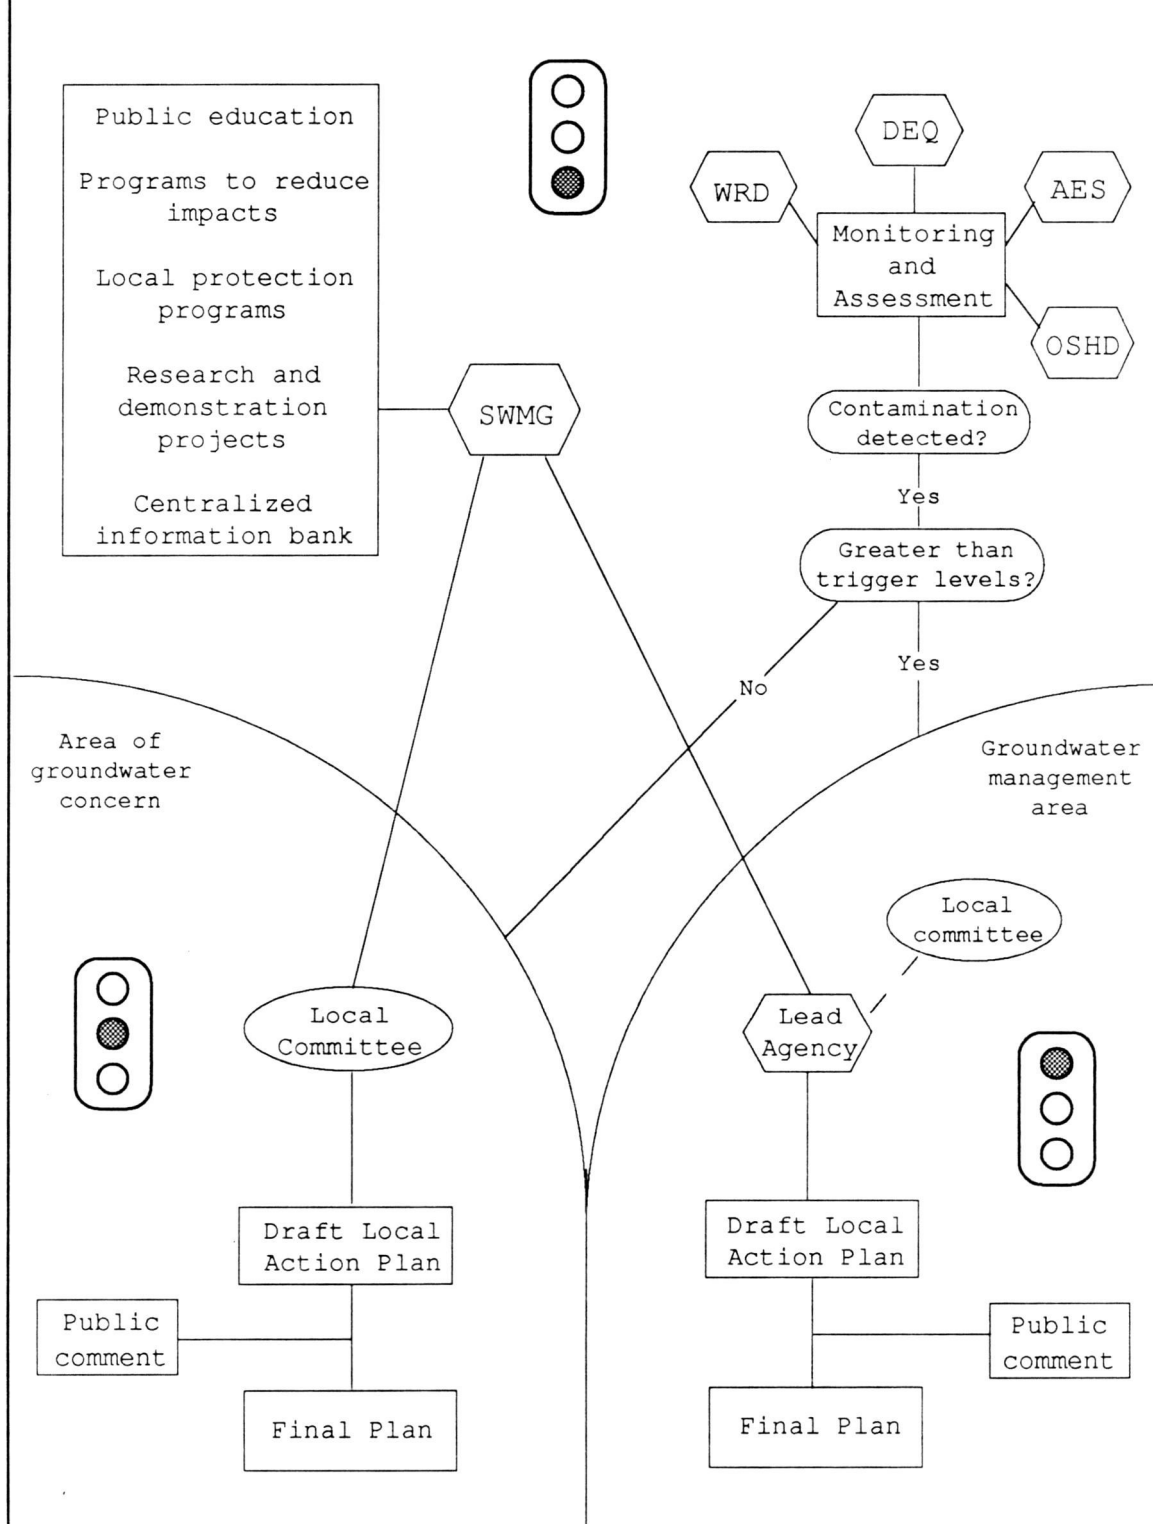 Public education
Programs to reduce
impacts
Local protection
programs
Research and
demonstration
projects
Centralized
information bank
SWMG
DEQ
WRD
AES
Monitoring
and
Assessment
OSHD
Contamination
detected?
Yes
Greater than
trigger levels?
No
Yes
Area of
groundwater
concern
Local
Committee
Draft Local
Action Plan
Public
comment
Final Plan
Groundwater
management
area
Local
committee
Lead
Agency
Draft Local
Action Plan
Public
comment
Final Plan